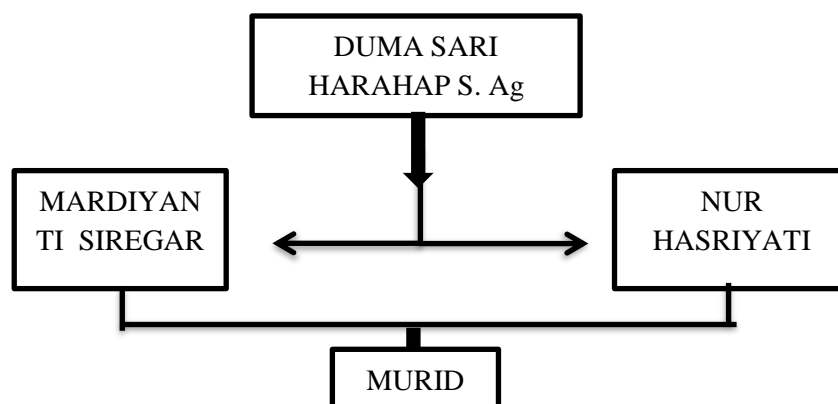 DUMA SARI
HARAHAP S. Ag
MARDIYAN
TI SIREGAR
NUR
HASRIYATI
MURID